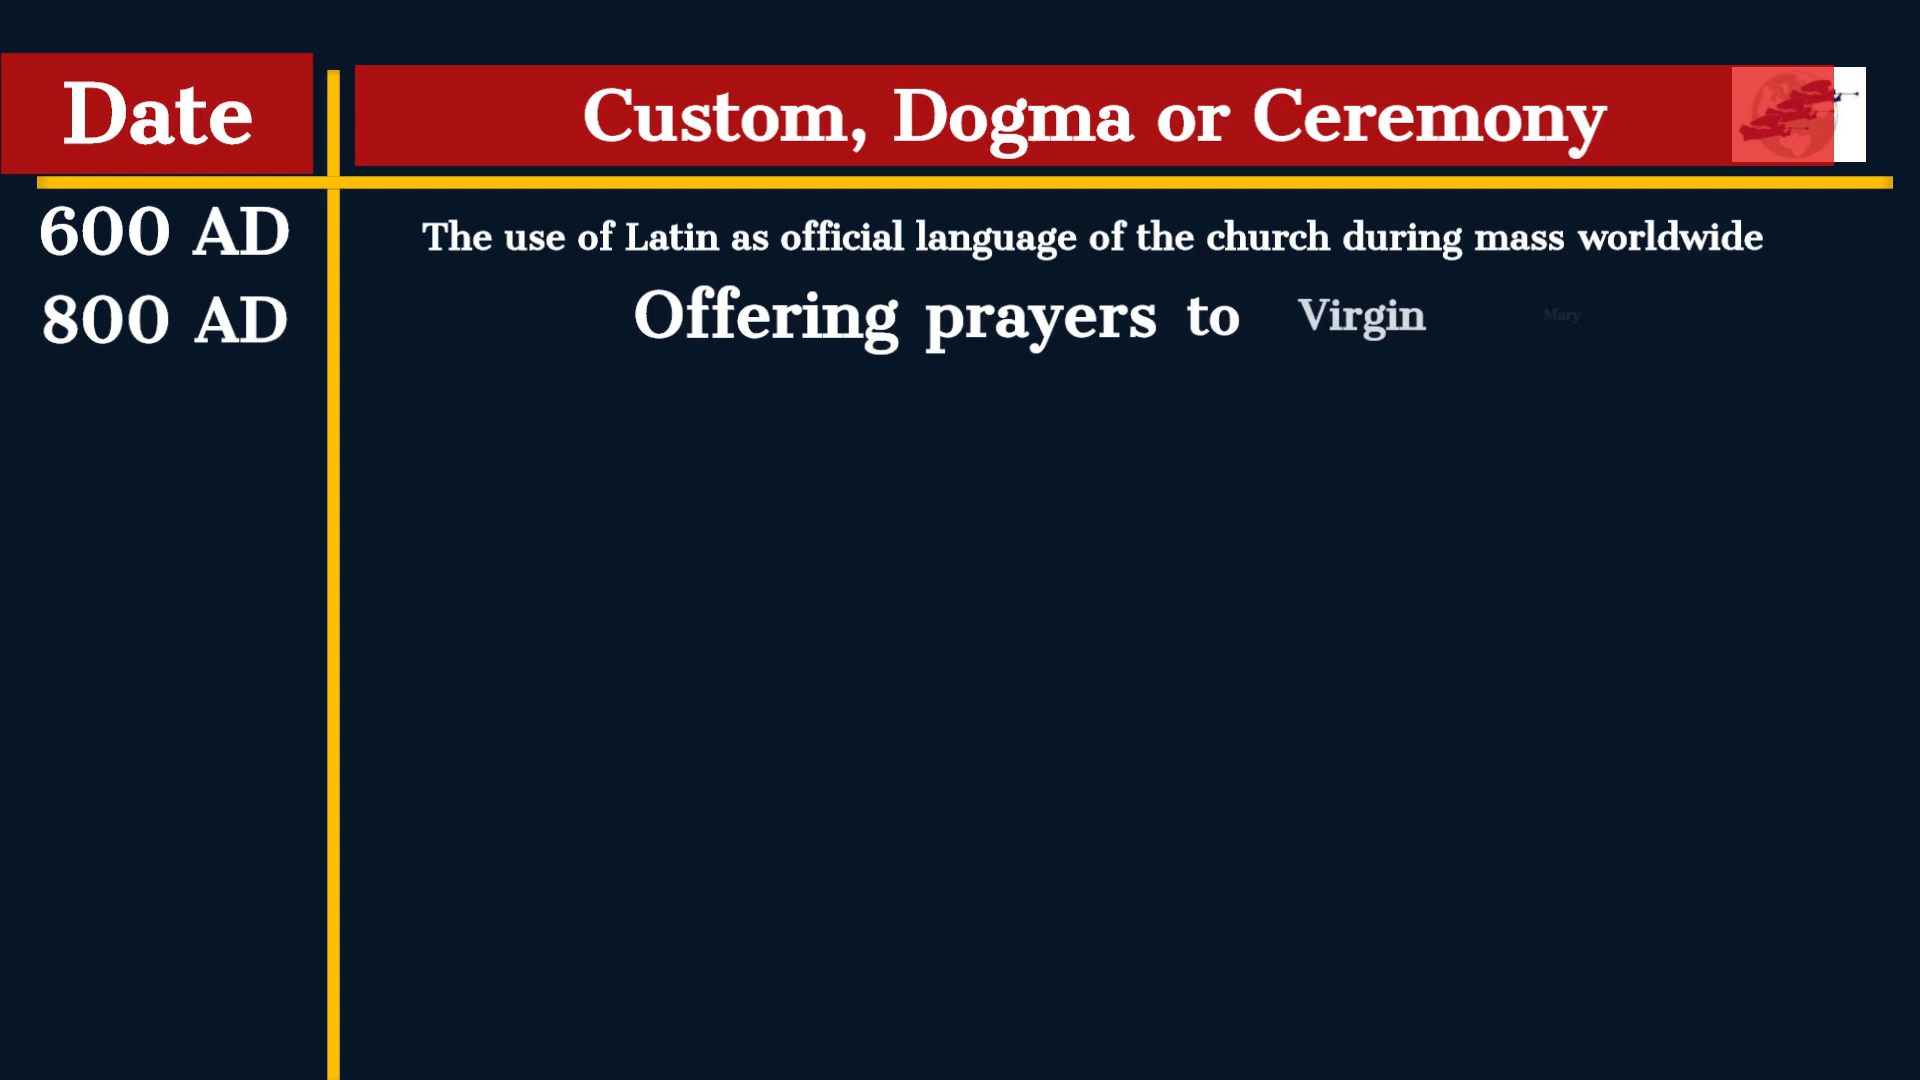 Date
Custom, Dogma or Ceremony
600 AD
The use of Latin as official language of the church during mass worldwide
800 AD
Offering prayers to Virgin Mary